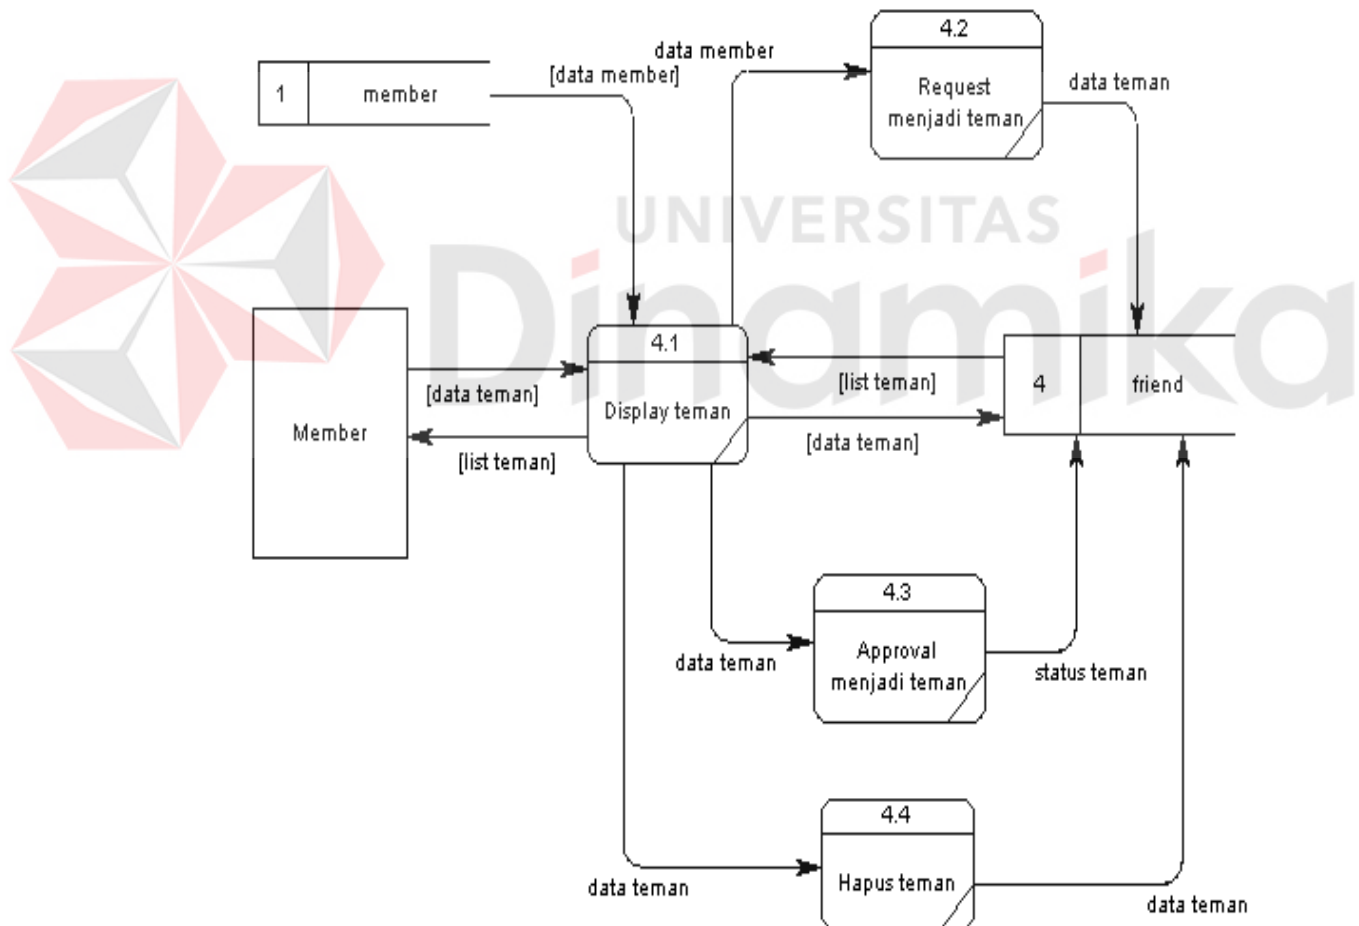 4.2
data member
[data member]
Request
menjadi teman
data teman
1
member
UNIVERSITAS
Dinamika
4.1
[list teman]
4
friend
[data teman]
Display teman
Member
[data teman]
[list teman]
4.3
Approval
menjadi teman
data teman
status teman
4.4
Hapus teman
data teman
data teman